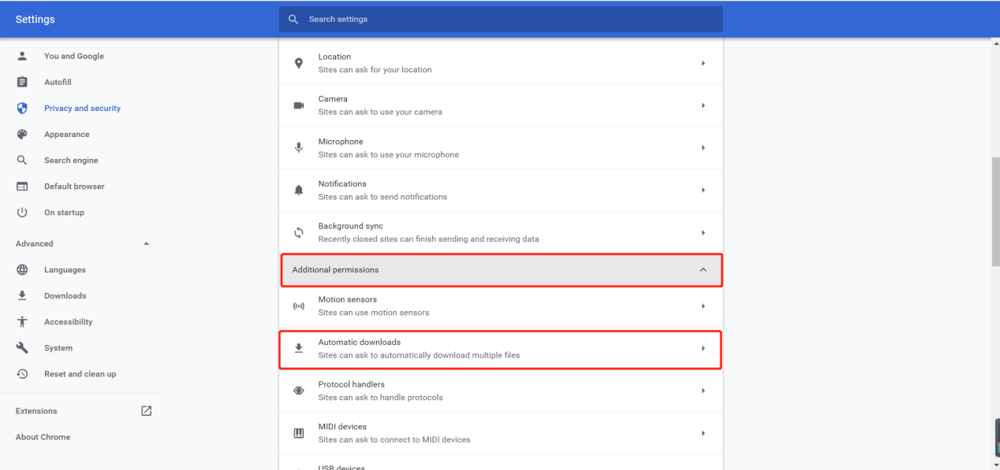 Settings
Search settings
You and Google
Autofill
Privacy and security
Appearance
Search engine
Default browser
On startup
Advanced
Languages
Downloads
Accessibility
System
Reset and clean up
Extensions
About Chrome
Location
Sites can ask for your location
Camera
Sites can ask to use your camera
Microphone
Sites can ask to use your microphone
Notifications
Sites can ask to send notifications
Background sync
Recently closed sites can finish sending and receiving data
Additional permissions
Motion sensors
Sites can use motion sensors
Automatic downloads
Sites can ask to automatically download multiple files
Protocol handlers
Sites can ask to handle protocols
MIDI devices
Sites can ask to connect to MIDI devices
USB devices